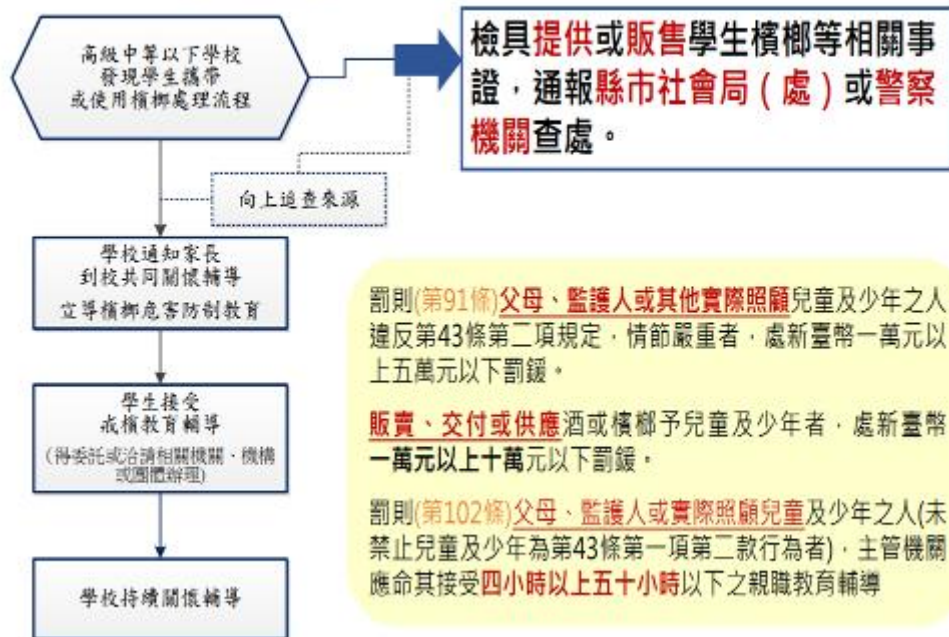 高級中等以下學校
發現學生攜帶
或使用檳榔處理流程
檢具提供或販售學生檳榔等相關事
證，通報縣市社會局（處）或警察
機關查處。
向上追查來源
學校通知家長
到校共同關懷輔導
宣導檳榔危害防制教育
學生接受
戒檳教育輔導
(得委託或洽請相關機關、機構
或團體辦理)
學校持續關懷輔導
罰則(第91條)父母、監護人或其他實際照顧兒童及少年之人
違反第43條第二項規定，情節嚴重者，處新臺幣一萬元以
上五萬元以下罰鍰。
販賣、交付或供應酒或檳榔予兒童及少年者，處新臺幣
一萬元以上十萬元以下罰鍰。
罰則(第102條)父母、監護人或實際照顧兒童及少年之人(未
禁止兒童及少年為第43條第一項第二款行為者)，主管機關
應命其接受四小時以上五十小時以下之親職教育輔導